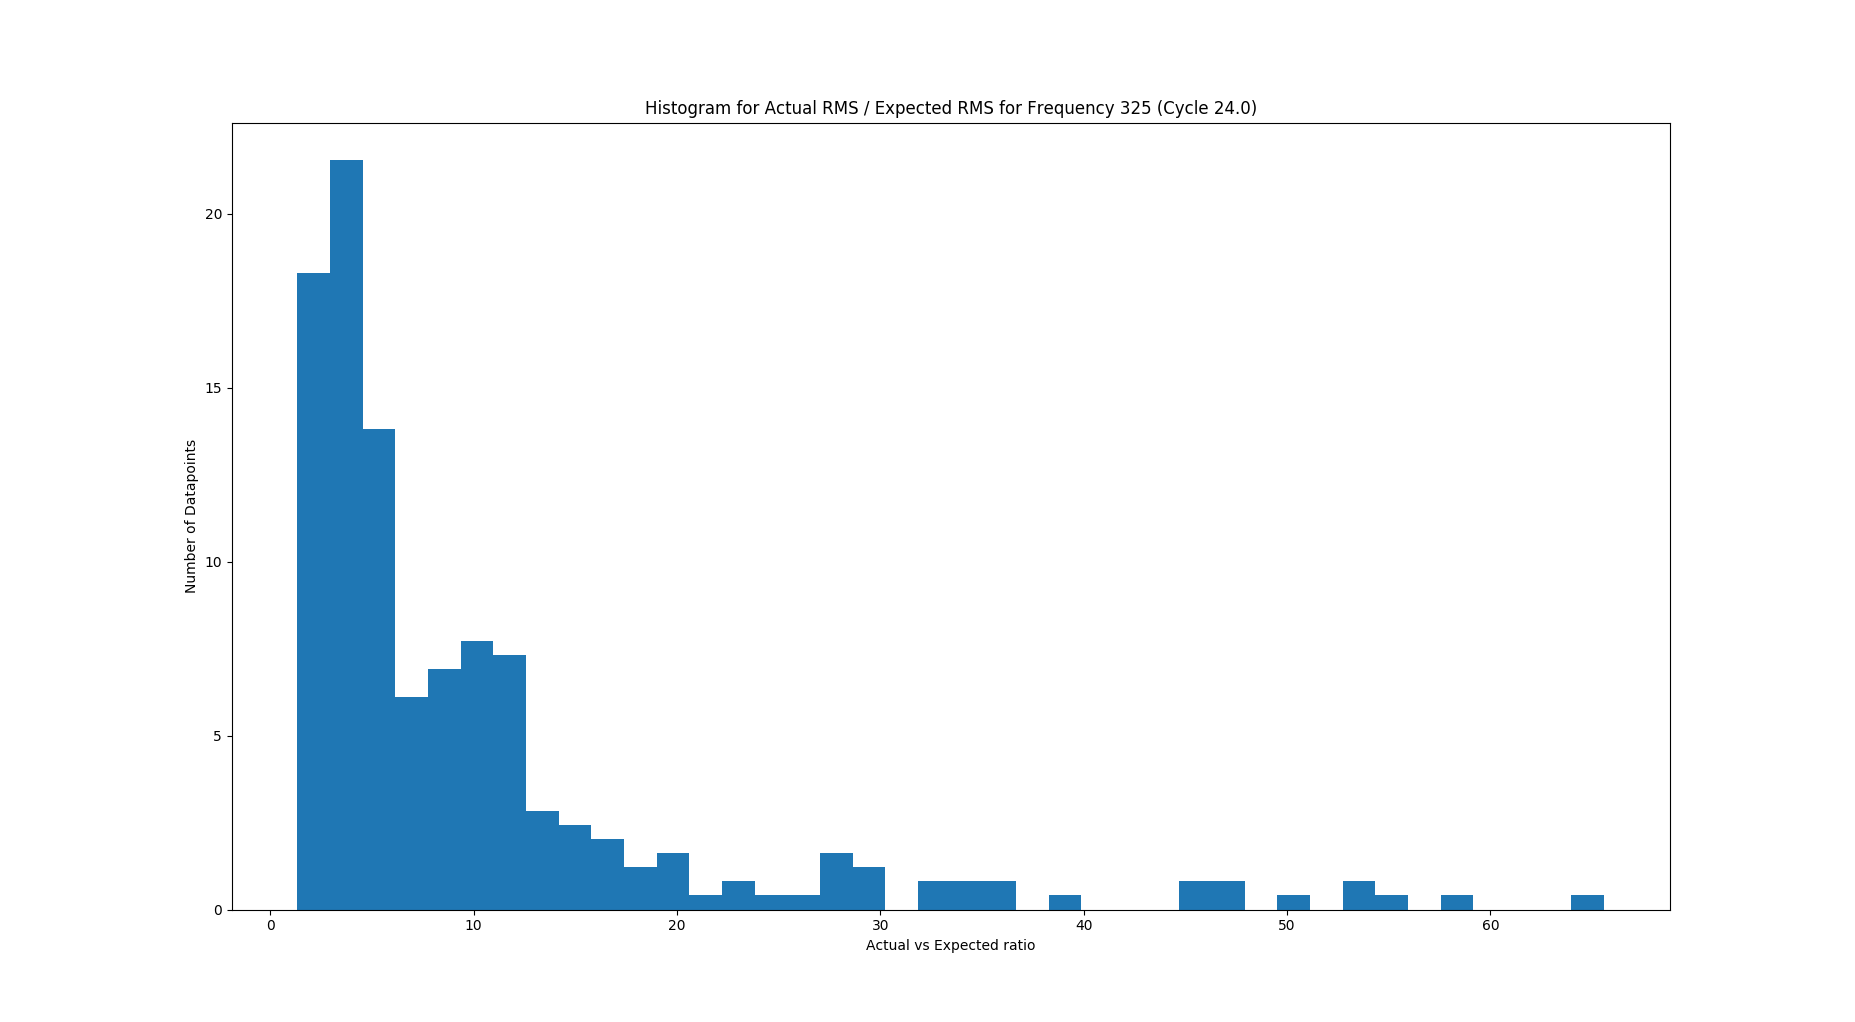 Histogram for Actual RMS / Expected RMS for Frequency 325 (Cycle 24.0)
20
15
10
5
0
Number of Datapoints
0 10 20 30 40 50 60
Actual vs Expected ratio